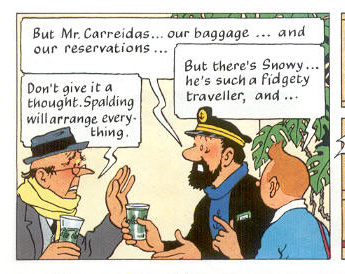 But Mr. Carreidas... our baggage ... and
our reservations ...
But there's Snowy...
he's such a fidgety
traveller, and ...
Don't give it a
thought. Spalding
will arrange every-
thing.